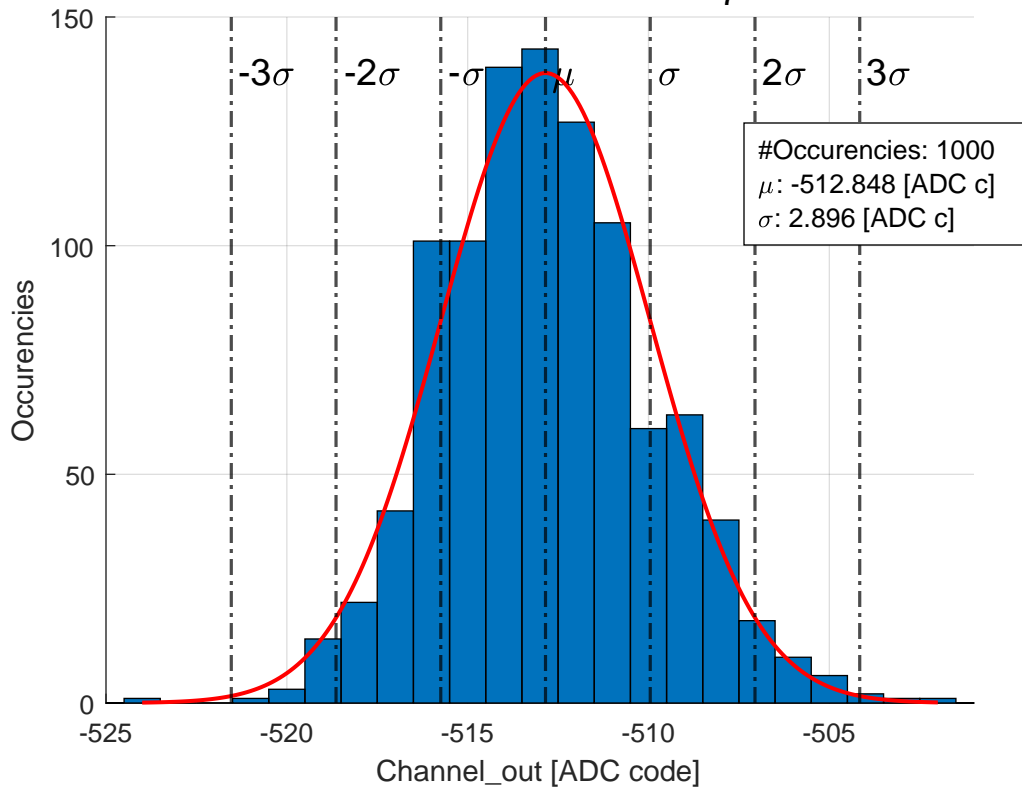 150
-3σ
-2σ
-σ
μ
σ
2σ
3σ
#Occurencies: 1000
μ: -512.848 [ADC c]
σ: 2.896 [ADC c]
100
Occurencies
50
0
-525
-520
-515
-510
-505
Channel_out [ADC code]